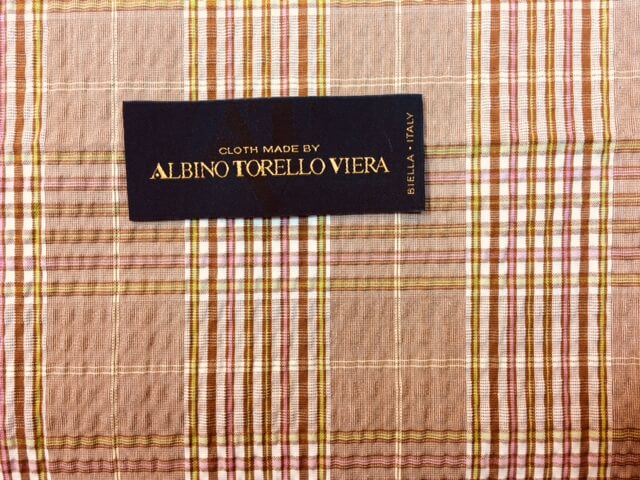 CLOTH MADE BY
ALBINO TORELLO VIERA
BIELLA • ITALY